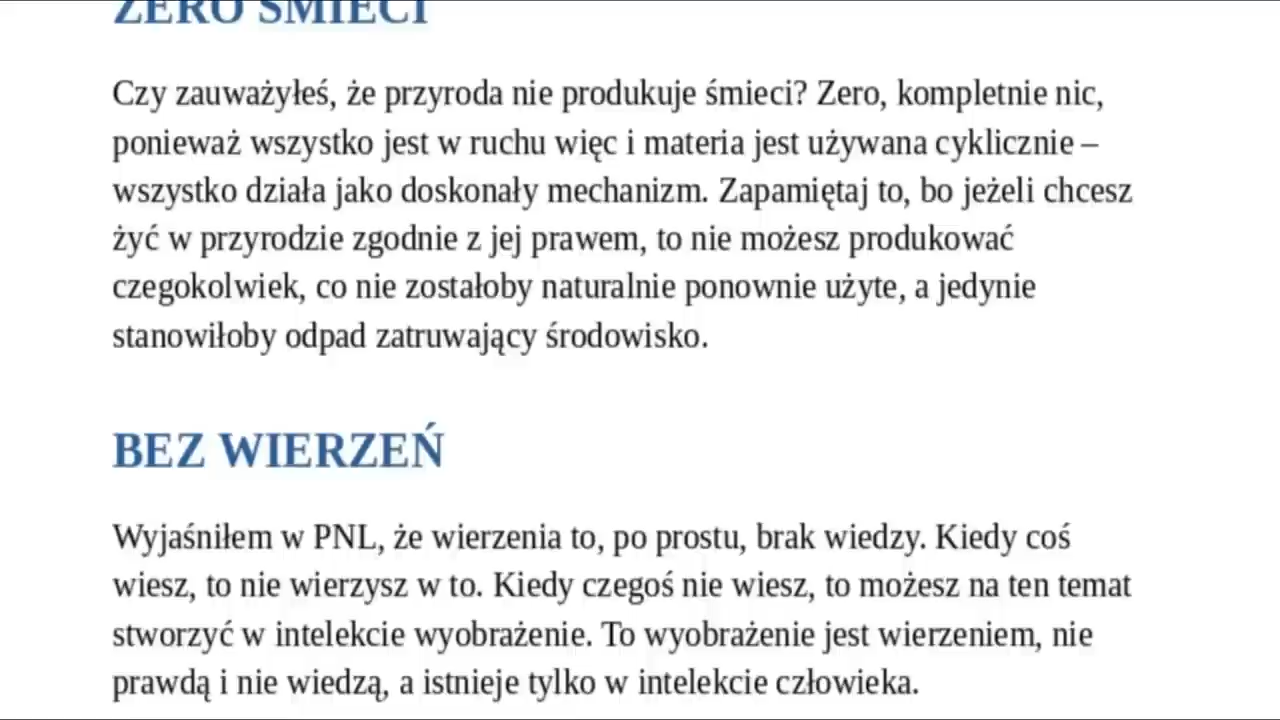 ZERO ŚMIECI
Czy zauważyłeś, że przyroda nie produkuje śmieci? Zero, kompletnie nic,
ponieważ wszystko jest w ruchu więc i materia jest używana cyklicznie –
wszystko działa jako doskonały mechanizm. Zapamiętaj to, bo jeżeli chcesz
żyć w przyrodzie zgodnie z jej prawem, to nie możesz produkować
czegokolwiek, co nie zostałoby naturalnie ponownie użyte, a jedynie
stanowiłoby odpad zatruwający środowisko.
BEZ WIERZEŃ
Wyjaśniłem w PNL, że wierzenia to, po prostu, brak wiedzy. Kiedy coś
wiesz, to nie wierzysz w to. Kiedy czegoś nie wiesz, to możesz na ten temat
stworzyć w intelekcie wyobrażenie. To wyobrażenie jest wierzeniem, nie
prawdą i nie wiedzą, a istnieje tylko w intelekcie człowieka.